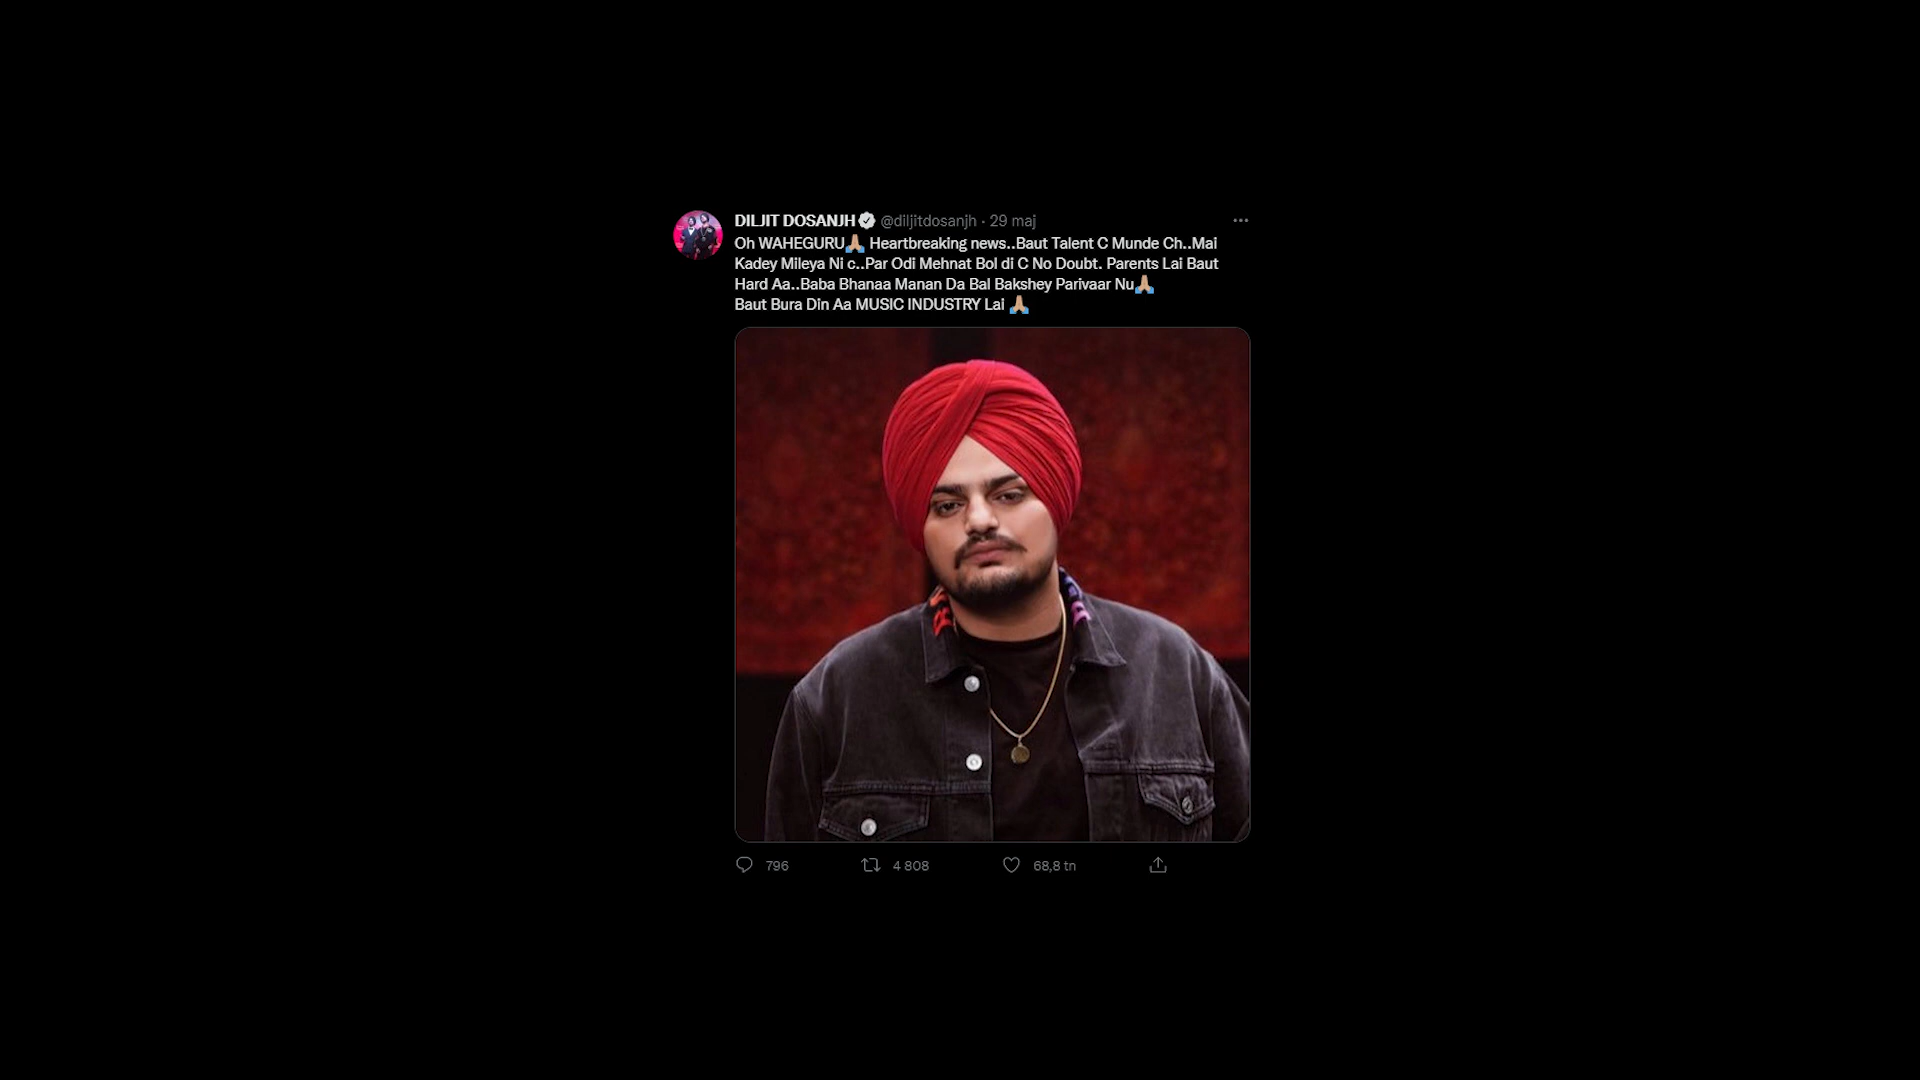 DILJIT DOSANJH @diljitdosanjh · 29 maj
Oh WAHEGURU🙏🏽 Heartbreaking news..Baut Talent C Munde Ch..Mai
Kadey Mileya Ni c..Par Odi Mehnat Bol di C No Doubt. Parents Lai Baut
Hard Aa..Baba Bhanaa Manan Da Bal Bakshey Parivaar Nu🙏🏽
Baut Bura Din Aa MUSIC INDUSTRY Lai 🙏🏽
796 4 808 68,8 tn